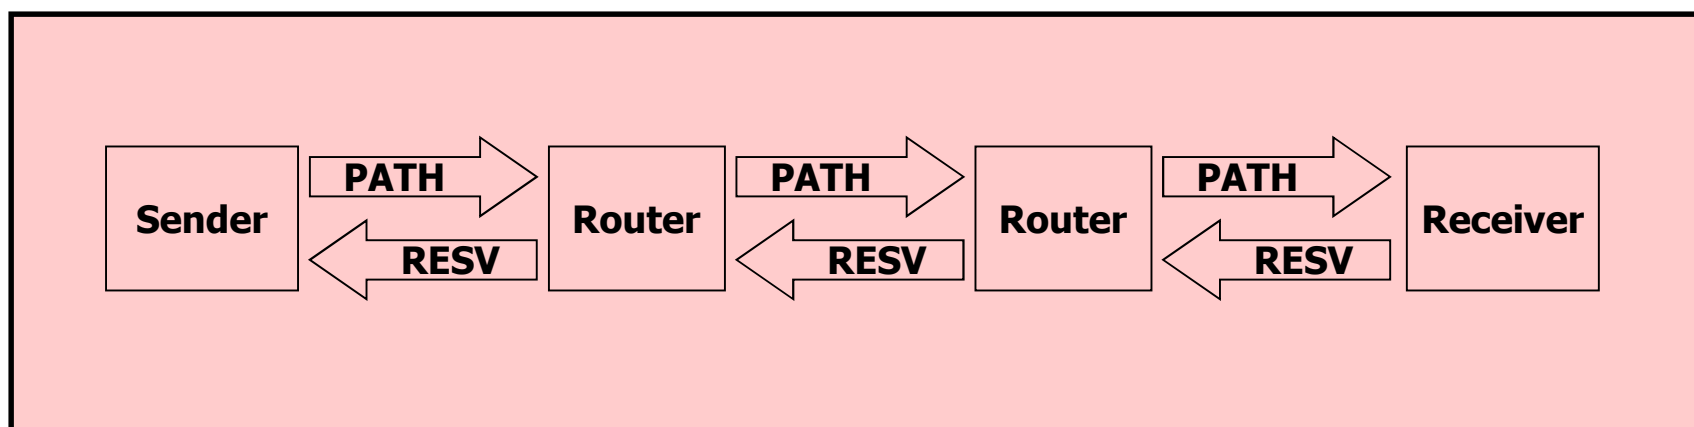 PATH PATH PATH
Sender Router Router Receiver
RESV RESV RESV